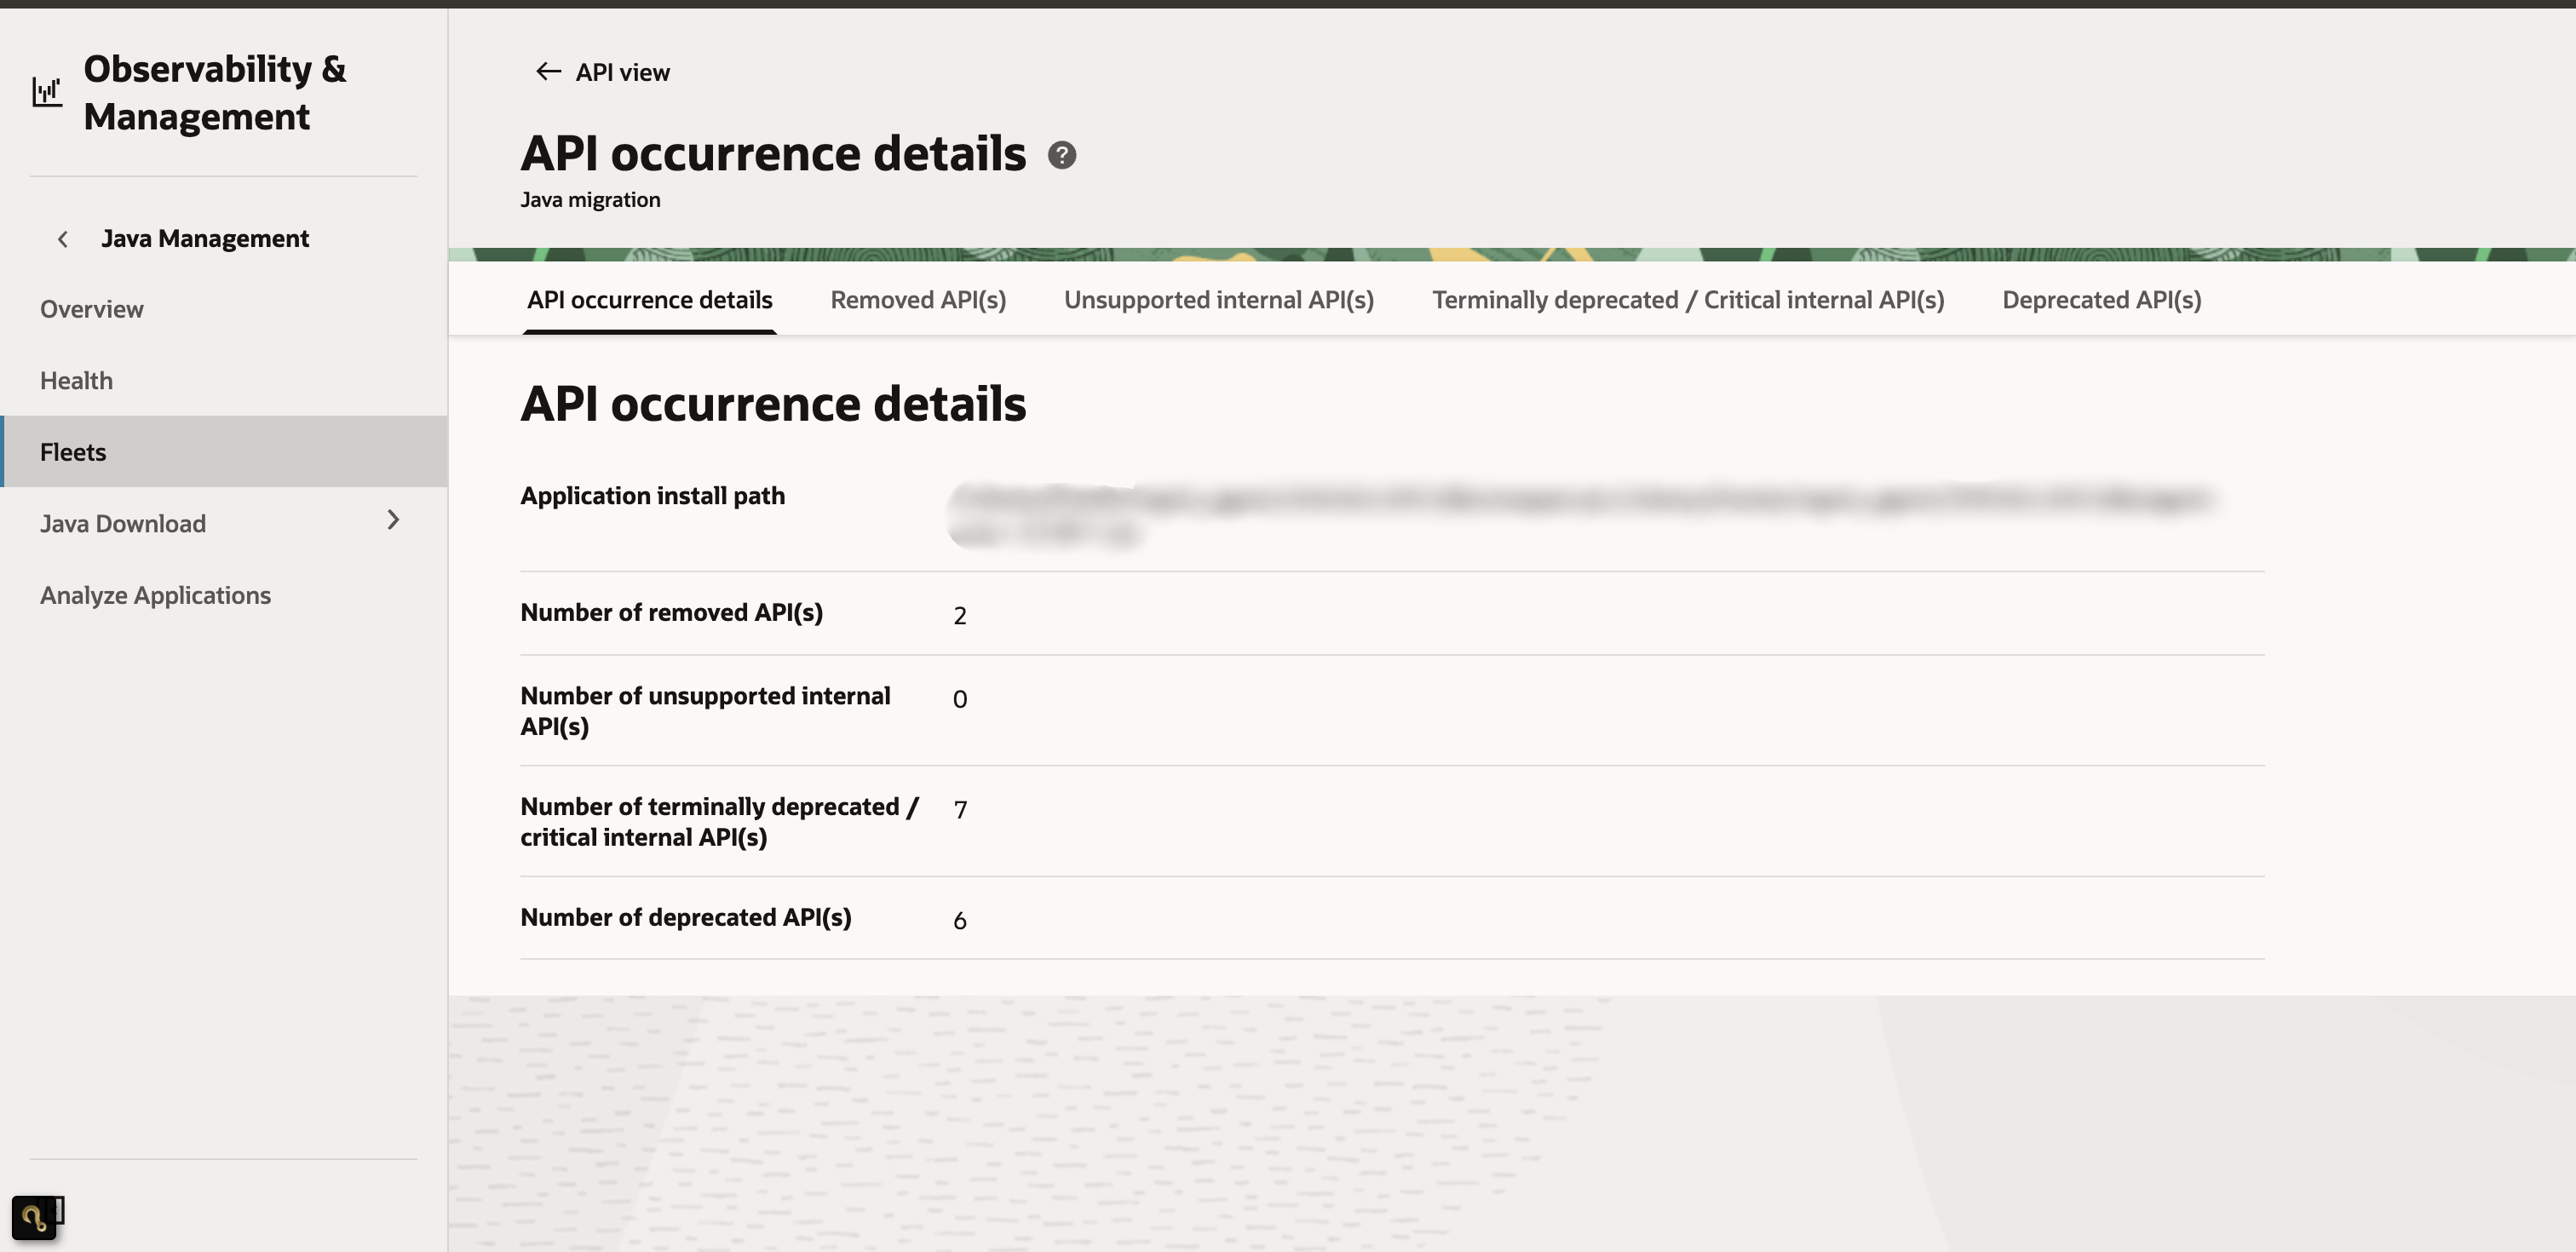 Observability &
Management
Java Management
Overview
Health
Fleets
Java Download
Analyze Applications
API view
API occurrence details
Java migration
API occurrence details
Removed API(s)
Unsupported internal API(s)
Terminally deprecated / Critical internal API(s)
Deprecated API(s)
API occurrence details
Application install path
Number of removed API(s) 2
Number of unsupported internal 0
API(s)
Number of terminally deprecated / 7
critical internal API(s)
Number of deprecated API(s) 6